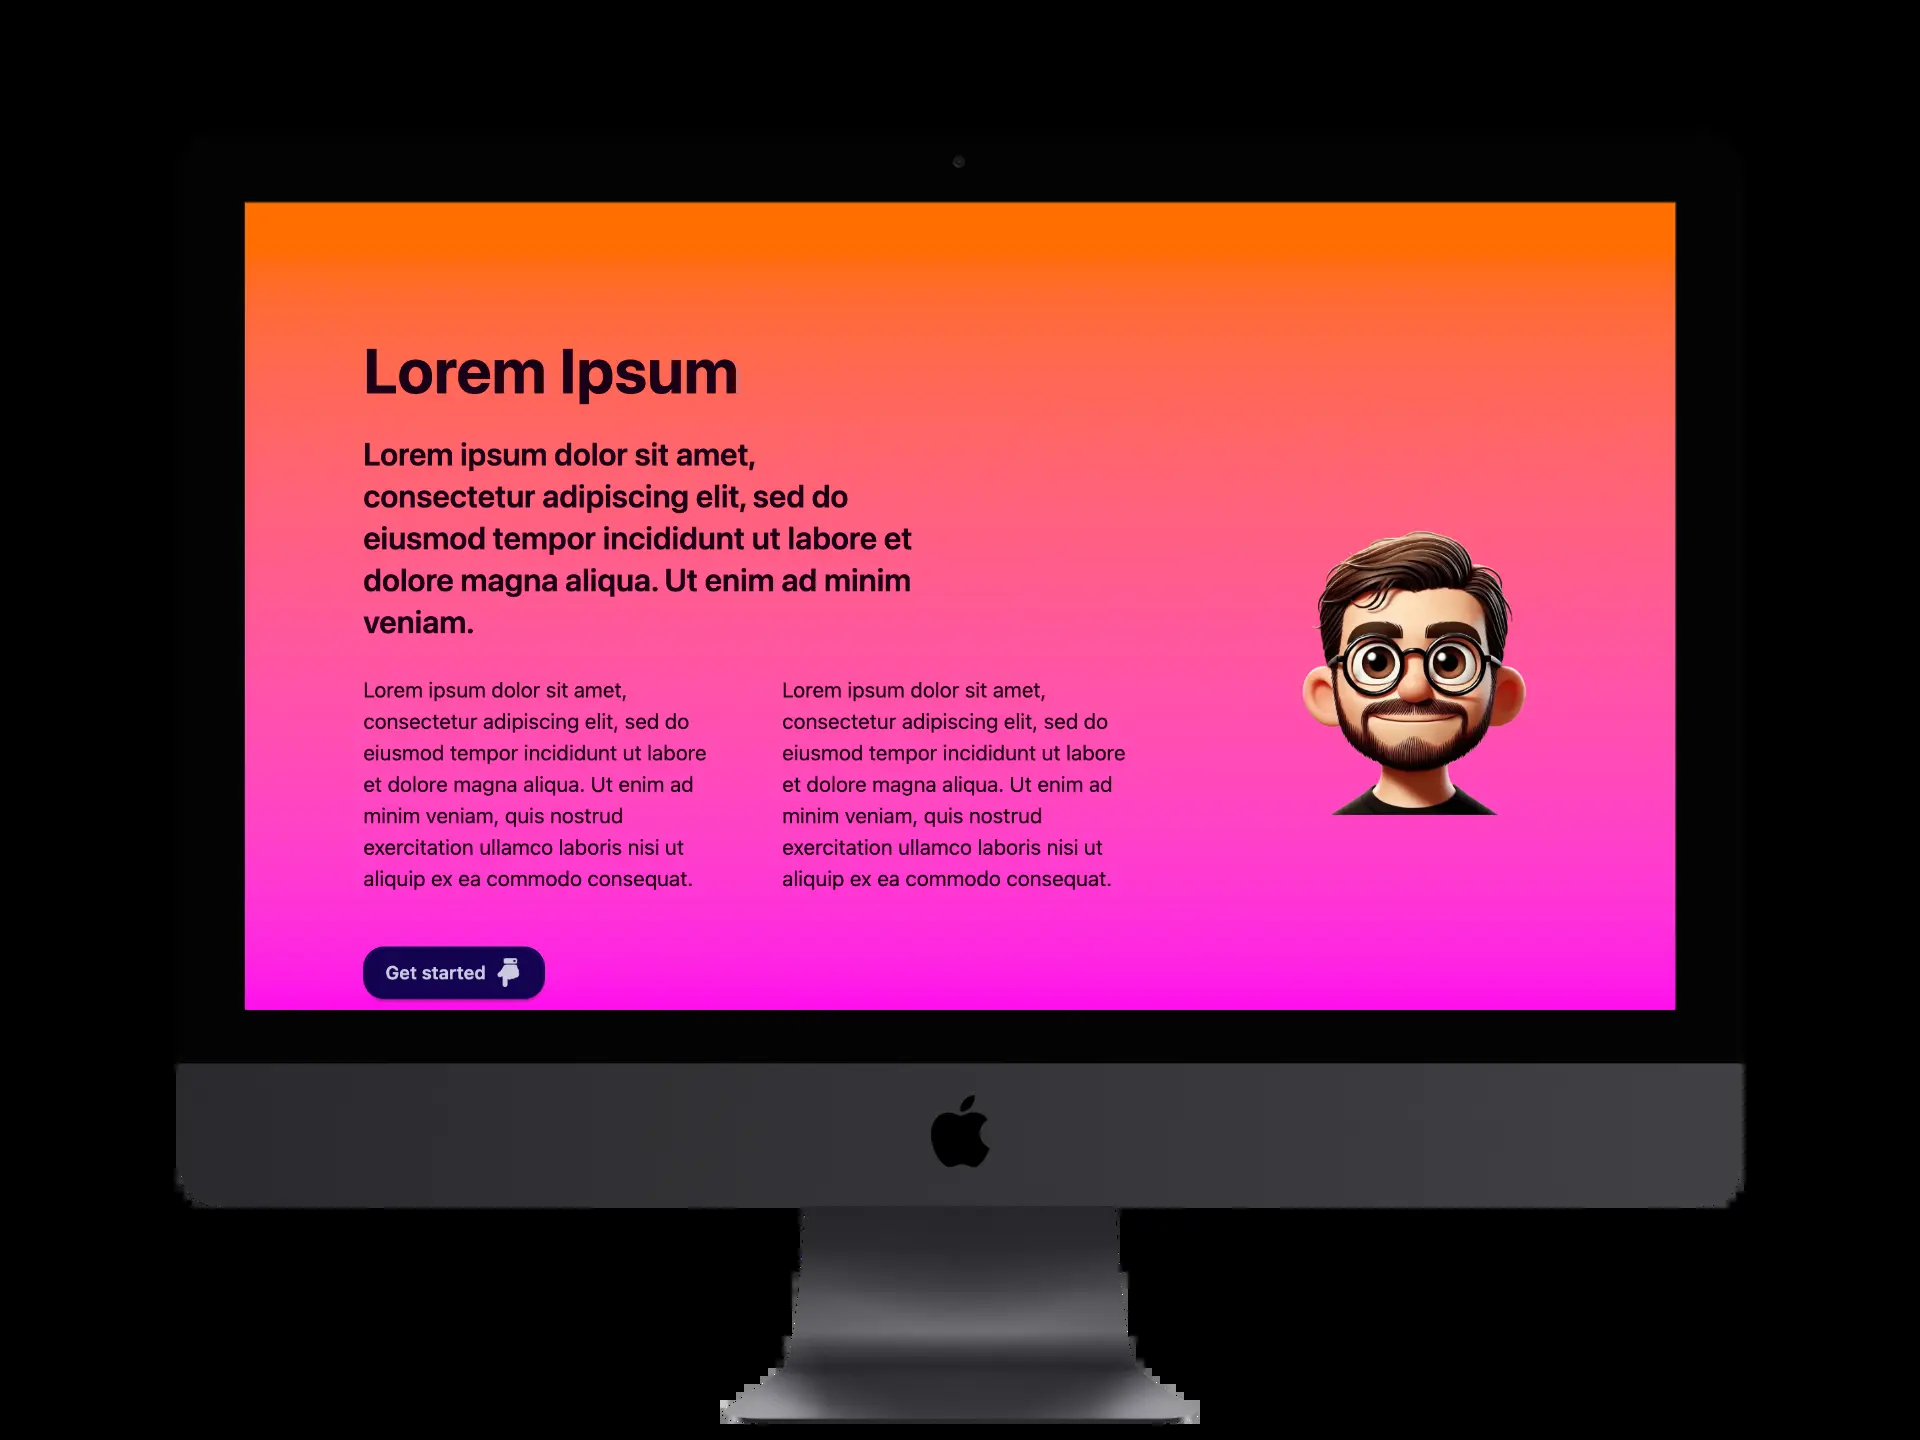 Lorem Ipsum
Lorem ipsum dolor sit amet,
consectetur adipiscing elit, sed do
eiusmod tempor incididunt ut labore et
dolore magna aliqua. Ut enim ad minim
veniam.
Lorem ipsum dolor sit amet,
consectetur adipiscing elit, sed do
eiusmod tempor incididunt ut labore
et dolore magna aliqua. Ut enim ad
minim veniam, quis nostrud
exercitation ullamco laboris nisi ut
aliquip ex ea commodo consequat.
Lorem ipsum dolor sit amet,
consectetur adipiscing elit, sed do
eiusmod tempor incididunt ut labore
et dolore magna aliqua. Ut enim ad
minim veniam, quis nostrud
exercitation ullamco laboris nisi ut
aliquip ex ea commodo consequat.
Get started